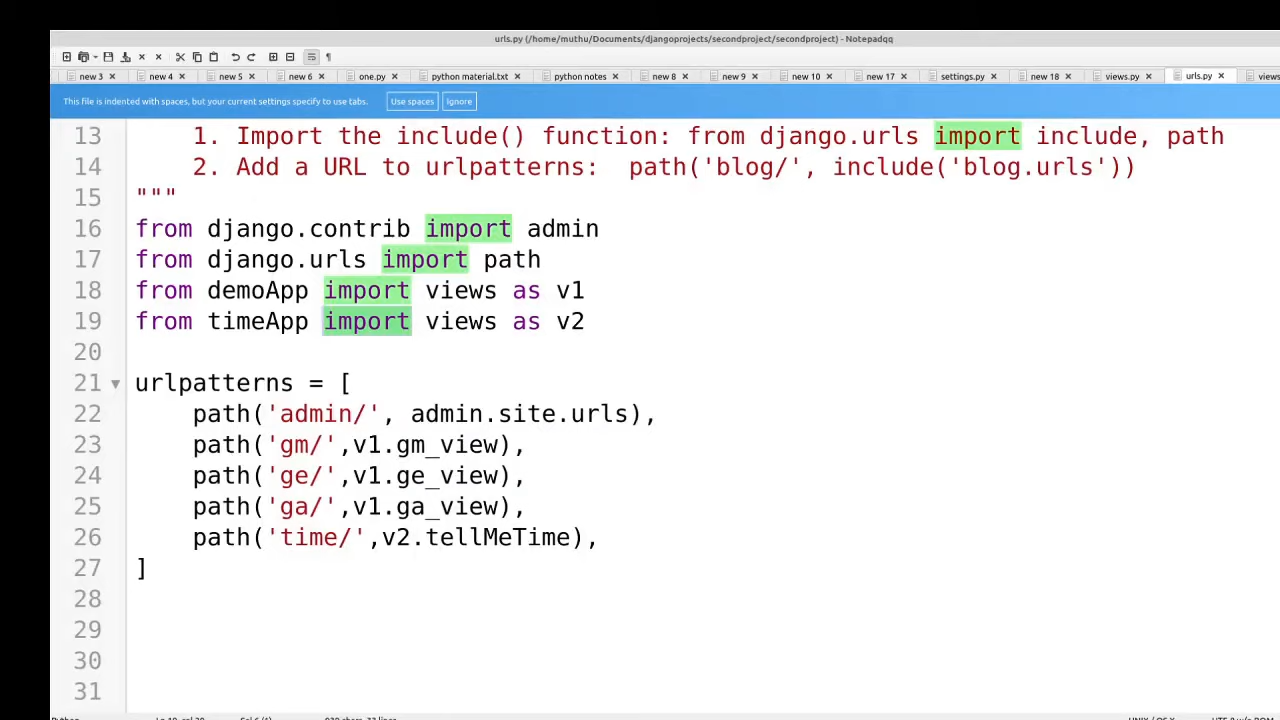 urls.py (/home/muthu/Documents/djangoprojects/secondproject/secondproject) - Notepadqq
new 3 new 4 new 5 new 6 one.py python material.txt python notes new 8 new 9 new 10 new 17 settings.py new 18 views.py urls.py views
This file is indented with spaces, but your current settings specify to use tabs. Use spaces Ignore
13 1. Import the include() function: from django.urls import include, path
14 2. Add a URL to urlpatterns:  path('blog/', include('blog.urls'))
15 """
16 from django.contrib import admin
17 from django.urls import path
18 from demoApp import views as v1
19 from timeApp import views as v2
20
21 urlpatterns = [
22 path('admin/', admin.site.urls),
23 path('gm/',v1.gm_view),
24 path('ge/',v1.ge_view),
25 path('ga/',v1.ga_view),
26 path('time/',v2.tellMeTime),
27 ]
28
29
30
31